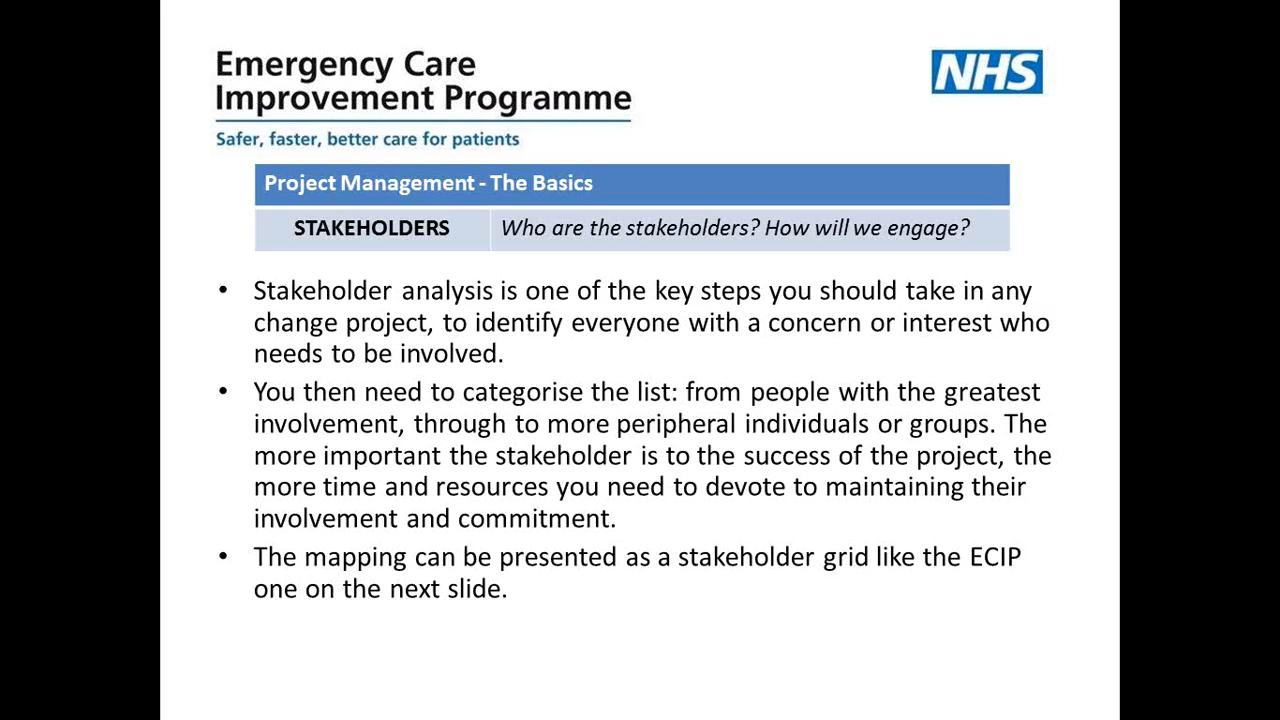 Emergency Care
Improvement Programme
NHS
Safer, faster, better care for patients
Project Management - The Basics
STAKEHOLDERS Who are the stakeholders? How will we engage?
• Stakeholder analysis is one of the key steps you should take in any
change project, to identify everyone with a concern or interest who
needs to be involved.
• You then need to categorise the list: from people with the greatest
involvement, through to more peripheral individuals or groups. The
more important the stakeholder is to the success of the project, the
more time and resources you need to devote to maintaining their
involvement and commitment.
• The mapping can be presented as a stakeholder grid like the ECIP
one on the next slide.